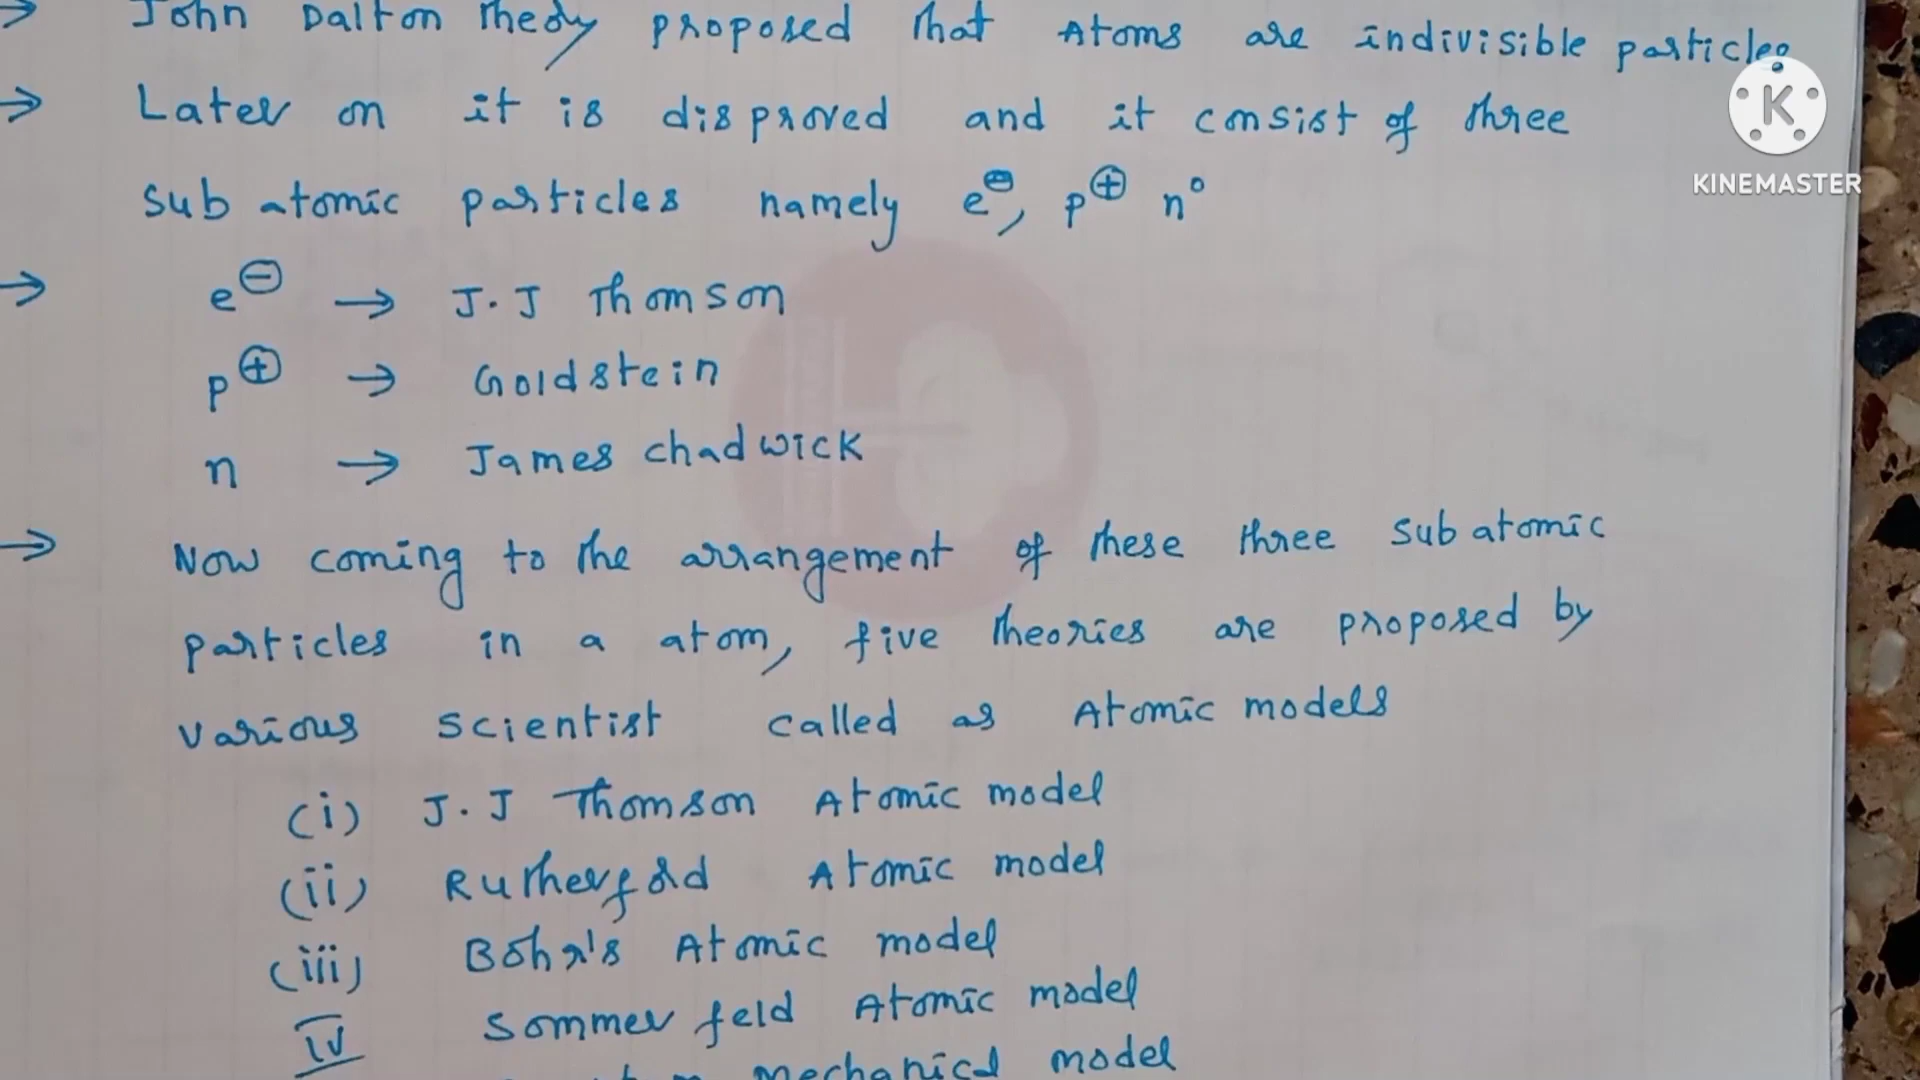 → John Dalton theory proposed that Atoms are indivisible particles
→ Later on it is disproved and it consist of three
sub atomic particles namely e⊖, p⊕ n°
→ e⊖ → J.J Thomson
p⊕ → Goldstein
n → James chadwick
→ Now coming to the arrangement of these three sub atomic
particles in a atom, five theories are proposed by
various scientist called as Atomic models
(i) J.J Thomson Atomic model
(ii) Rutherford Atomic model
(iii) Bohr's Atomic model
IV Sommer feld Atomic model
mechanical model
K
KINEMASTER